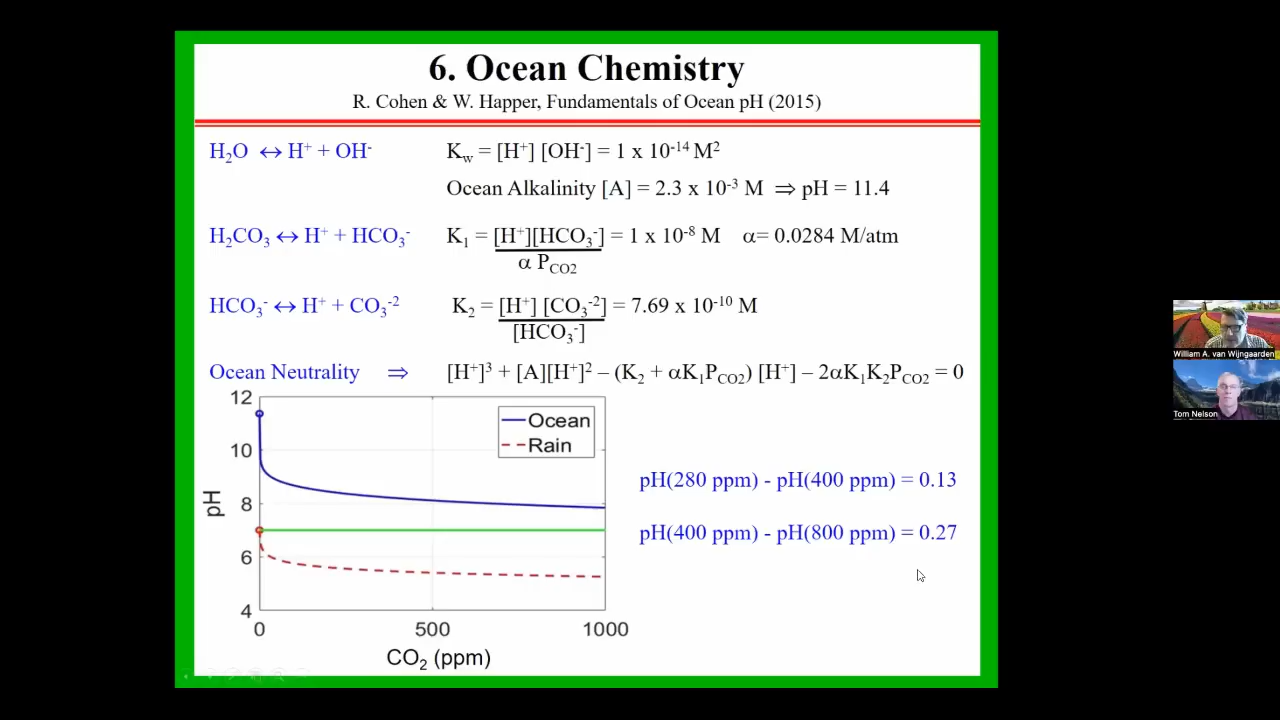 6. Ocean Chemistry
R. Cohen & W. Happer, Fundamentals of Ocean pH (2015)
H₂O ↔ H⁺ + OH⁻ K_w = [H⁺] [OH⁻] = 1 x 10⁻¹⁴ M²
Ocean Alkalinity [A] = 2.3 x 10⁻³ M ⇒ pH = 11.4
H₂CO₃ ↔ H⁺ + HCO₃⁻ K₁ = [H⁺][HCO₃⁻] = 1 x 10⁻⁸ M α= 0.0284 M/atm
α P_CO2
HCO₃⁻ ↔ H⁺ + CO₃⁻² K₂ = [H⁺] [CO₃⁻²] = 7.69 x 10⁻¹⁰ M
[HCO₃⁻]
Ocean Neutrality ⇒ [H⁺]³ + [A][H⁺]² – (K₂ + αK₁P_CO2) [H⁺] – 2αK₁K₂P_CO2 = 0
12
10
8
6
4
pH
Ocean
Rain
0 500 1000
CO₂ (ppm)
pH(280 ppm) - pH(400 ppm) = 0.13
pH(400 ppm) - pH(800 ppm) = 0.27
William A. van Wijngaarden
Tom Nelson